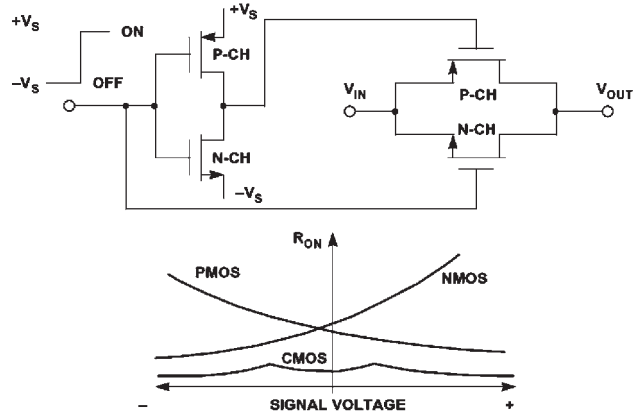 +VS
ON
−VS
OFF
+VS
P-CH
N-CH
−VS
VIN
P-CH
N-CH
VOUT
RON
PMOS
NMOS
CMOS
−
SIGNAL VOLTAGE
+